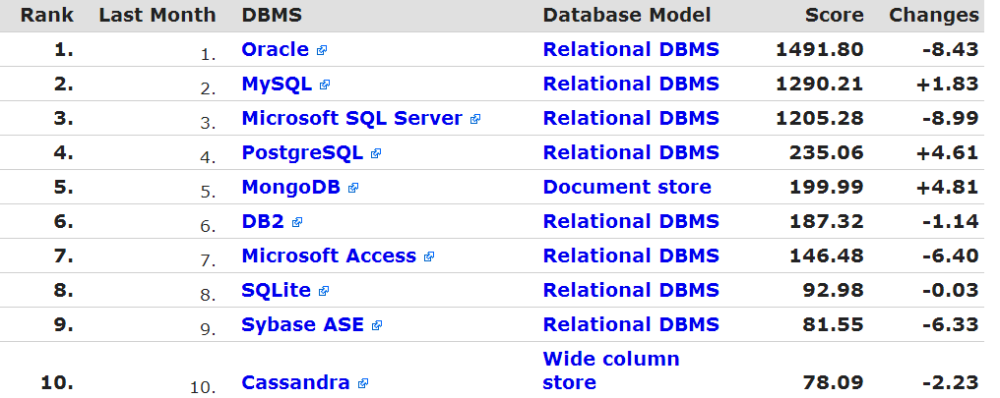 Rank Last Month DBMS Database Model Score Changes
1. 1. Oracle Relational DBMS 1491.80 -8.43
2. 2. MySQL Relational DBMS 1290.21 +1.83
3. 3. Microsoft SQL Server Relational DBMS 1205.28 -8.99
4. 4. PostgreSQL Relational DBMS 235.06 +4.61
5. 5. MongoDB Document store 199.99 +4.81
6. 6. DB2 Relational DBMS 187.32 -1.14
7. 7. Microsoft Access Relational DBMS 146.48 -6.40
8. 8. SQLite Relational DBMS 92.98 -0.03
9. 9. Sybase ASE Relational DBMS 81.55 -6.33
Wide column
10. 10. Cassandra store 78.09 -2.23